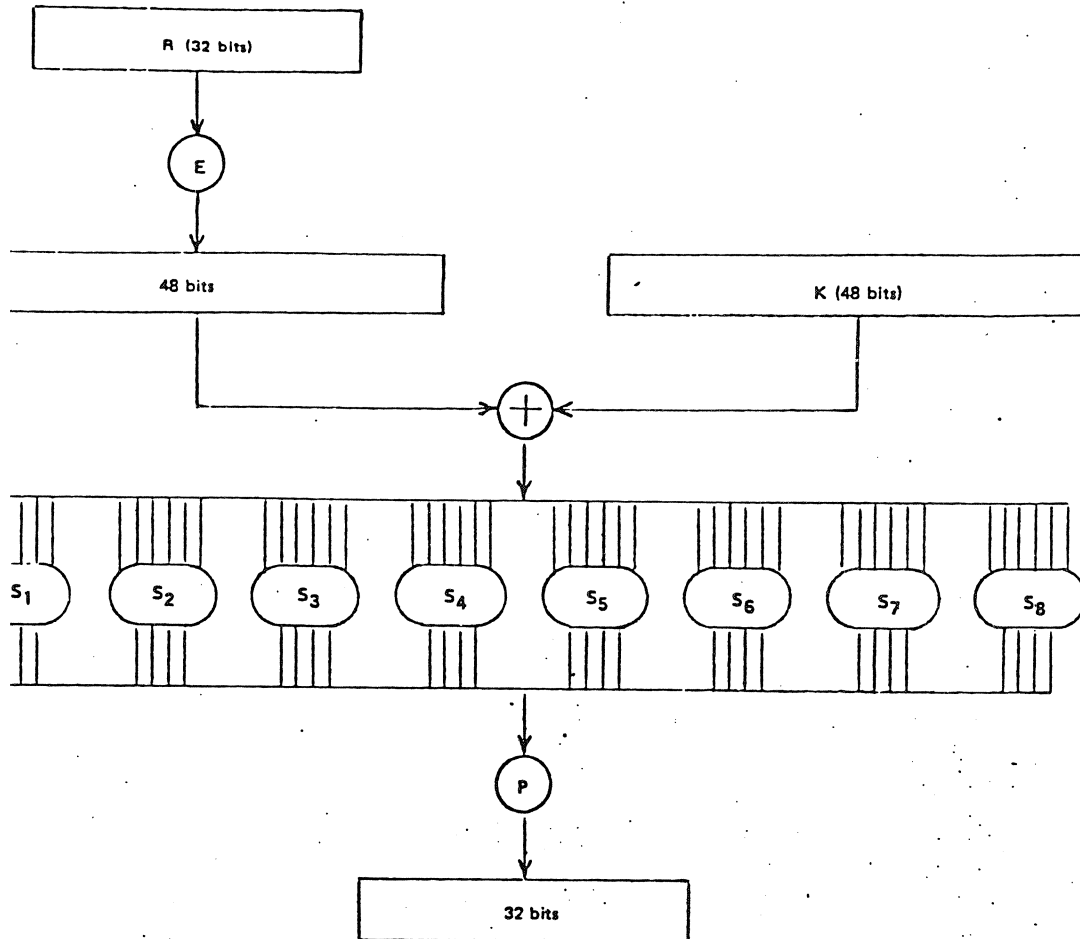 R (32 bits)
E
48 bits
K (48 bits)
+
S1 S2 S3 S4 S5 S6 S7 S8
P
32 bits